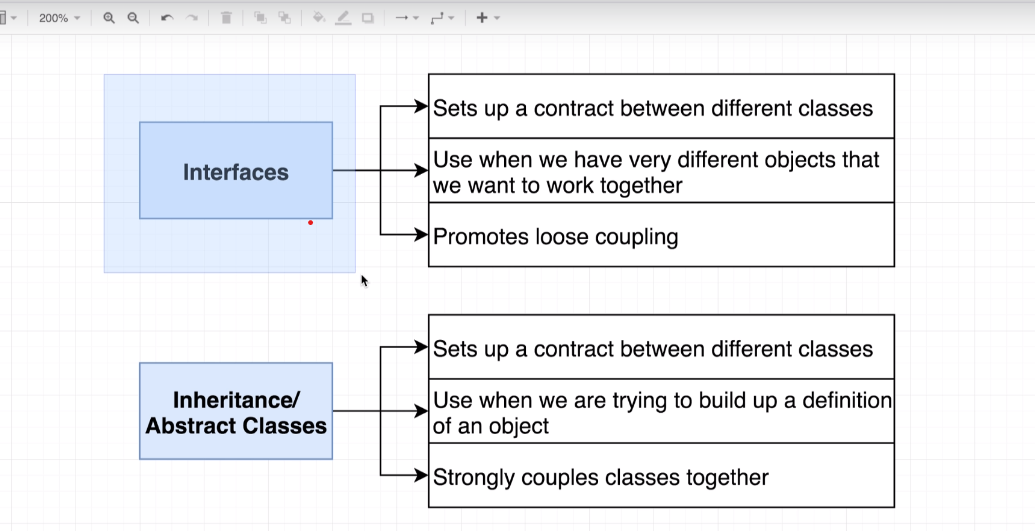 200%
Interfaces
Sets up a contract between different classes
Use when we have very different objects that
we want to work together
Promotes loose coupling
Inheritance/
Abstract Classes
Sets up a contract between different classes
Use when we are trying to build up a definition
of an object
Strongly couples classes together